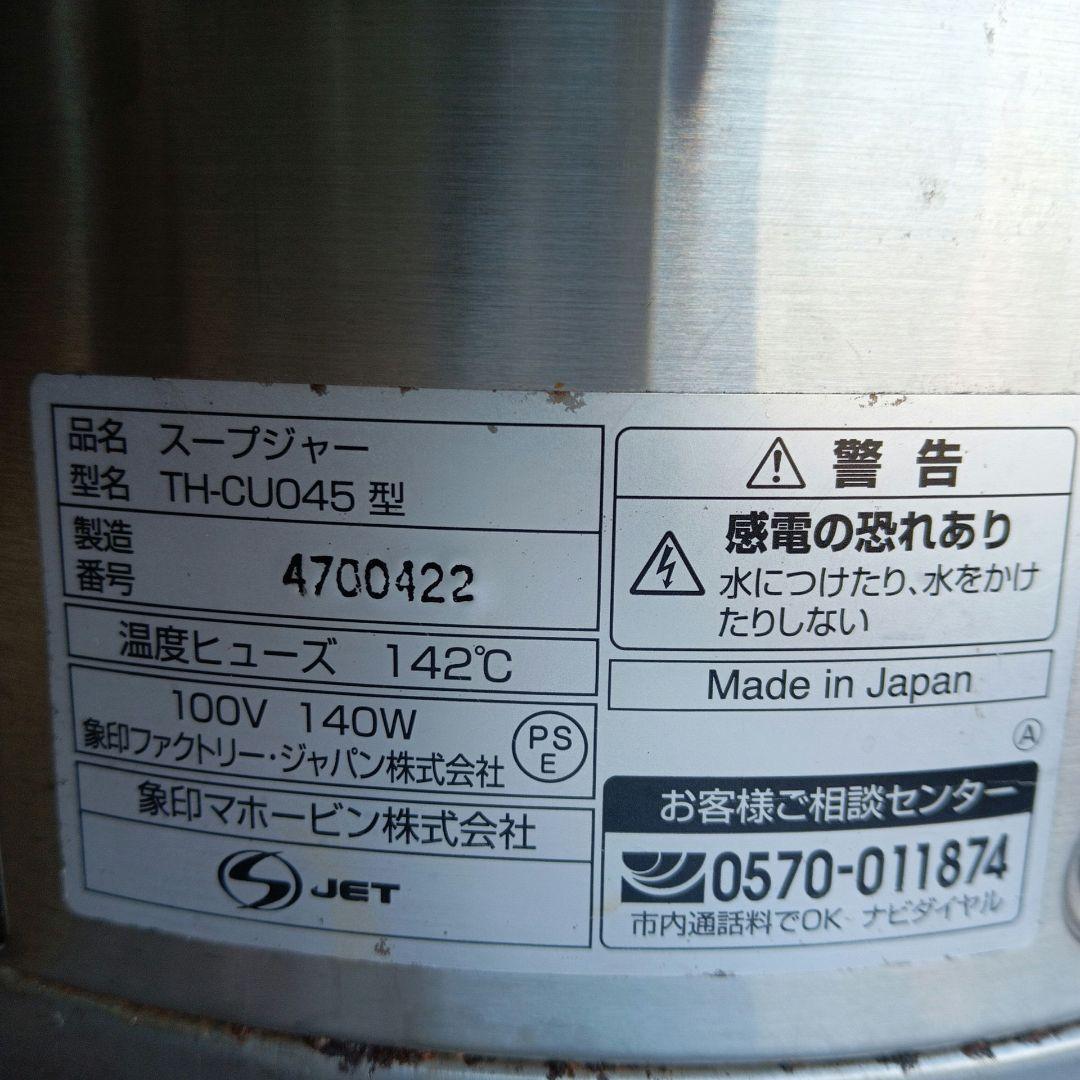 品名 スープジャー
型名 TH-CU045 型
製造
番号 4700422
温度ヒューズ 142℃
100V 140W
象印ファクトリー・ジャパン株式会社
PS
E
象印マホービン株式会社
S JET
警告
感電の恐れあり
水につけたり、水をかけ
たりしない
Made in Japan
A
お客様ご相談センター
0570-011874
市内通話料でOK ナビダイヤル